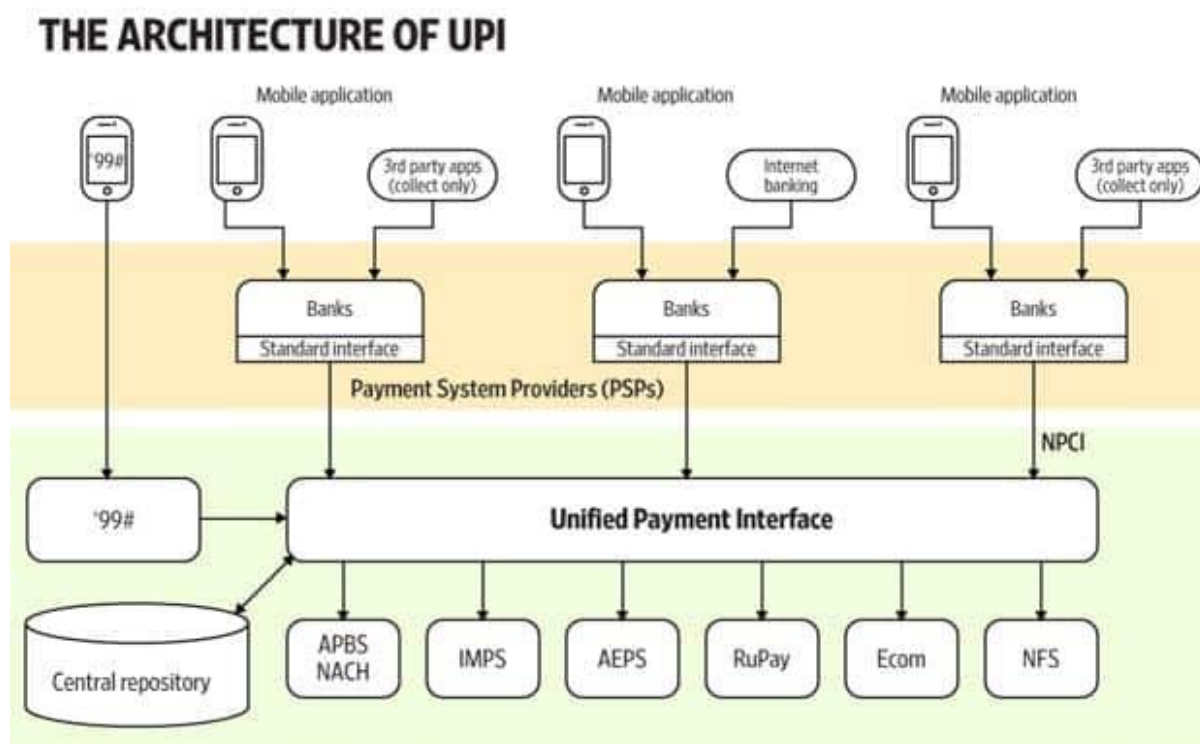 THE ARCHITECTURE OF UPI
Mobile application
Mobile application
Mobile application
*99#
3rd party apps
(collect only)
Internet
banking
3rd party apps
(collect only)
Banks
Standard interface
Banks
Standard interface
Banks
Standard interface
Payment System Providers (PSPs)
NPCI
*99#
Unified Payment Interface
Central repository
APBS
NACH
IMPS
AEPS
RuPay
Ecom
NFS